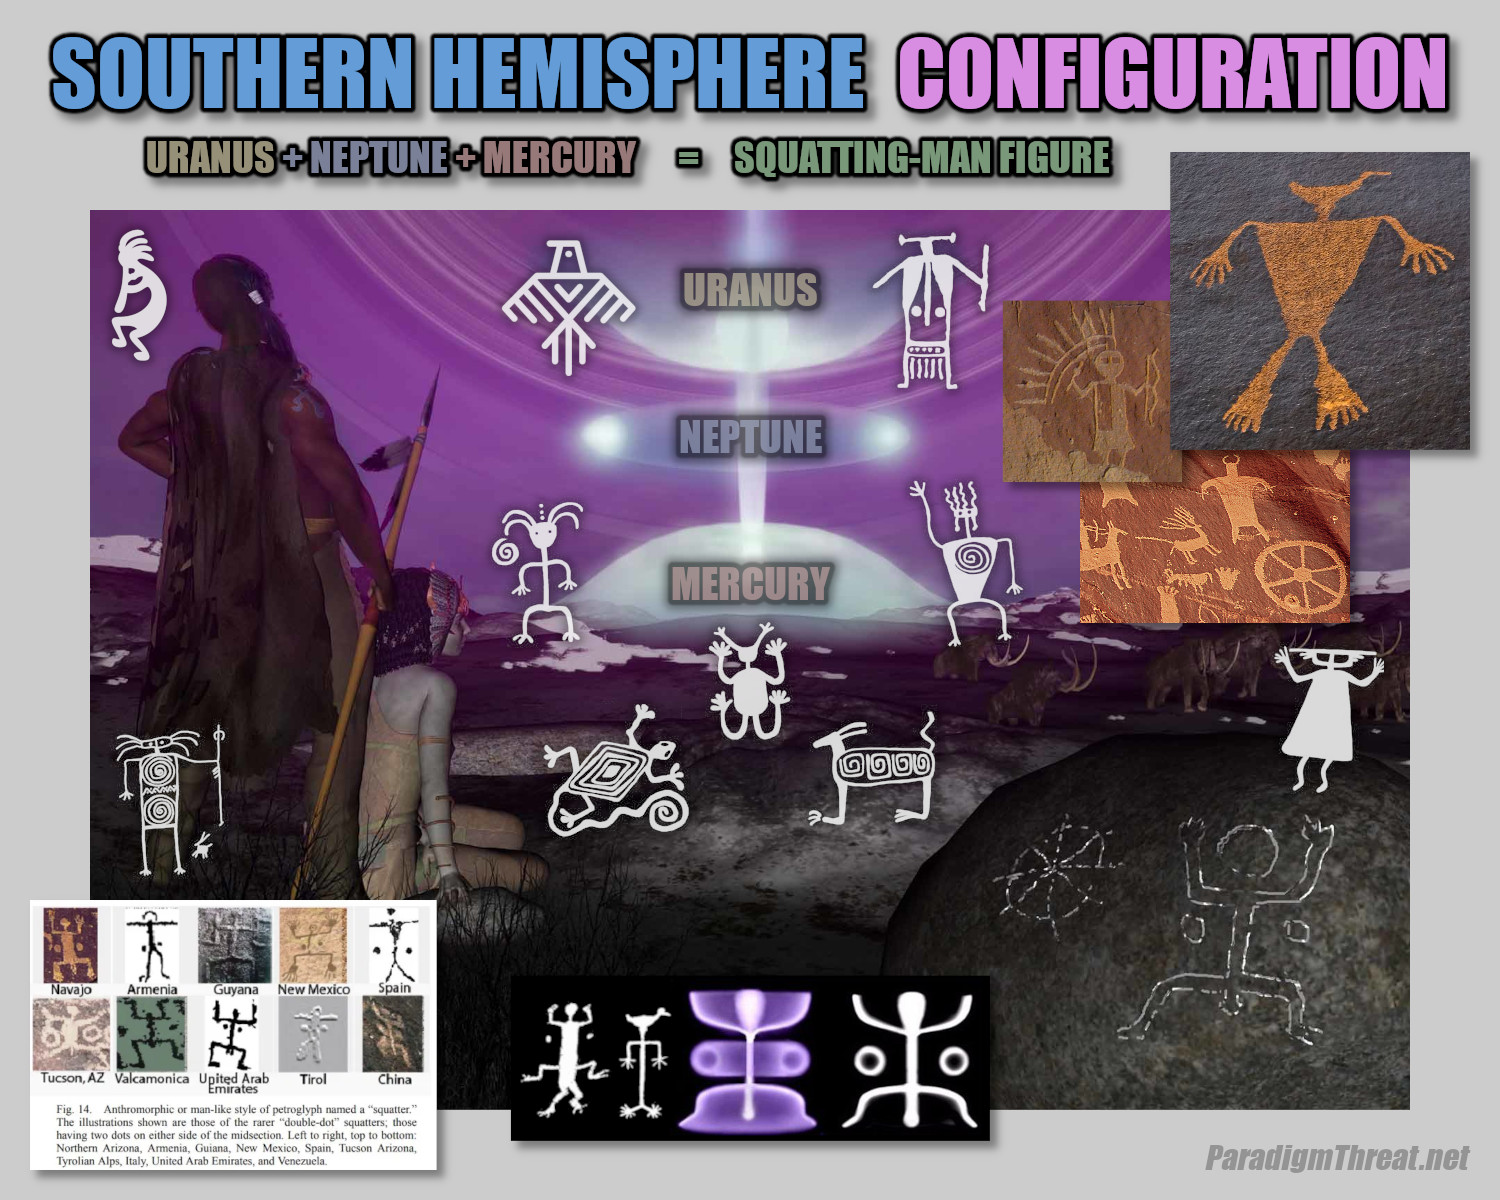 SOUTHERN HEMISPHERE CONFIGURATION
URANUS + NEPTUNE + MERCURY = SQUATTING-MAN FIGURE
URANUS
NEPTUNE
MERCURY
Navajo Armenia Guyana New Mexico Spain
Tucson, AZ Valcamonica United Arab Emirates Tirol China
Fig. 14. Anthromorphic or man-like style of petroglyph named a “squatter.”
The illustrations shown are those of the rarer “double-dot” squatters; those
having two dots on either side of the midsection. Left to right, top to bottom:
Northern Arizona, Armenia, Guiana, New Mexico, Spain, Tucson Arizona,
Tyrolian Alps, Italy, United Arab Emirates, and Venezuela.
ParadigmThreat.net